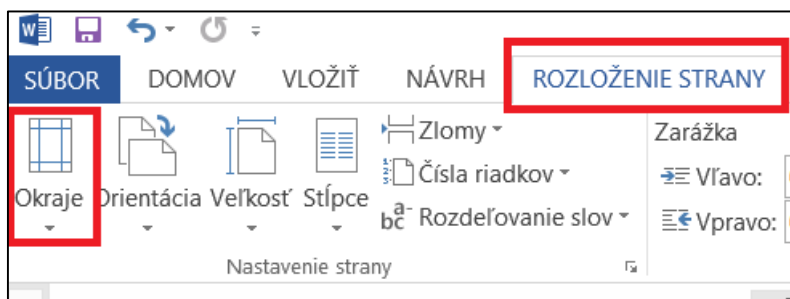 SÚBOR DOMOV VLOŽIŤ NÁVRH ROZLOŽENIE STRANY
Okraje Orientácia Veľkosť Stĺpce
Zlomy
Čísla riadkov
Rozdeľovanie slov
Nastavenie strany
Zarážka
Vľavo:
Vpravo: